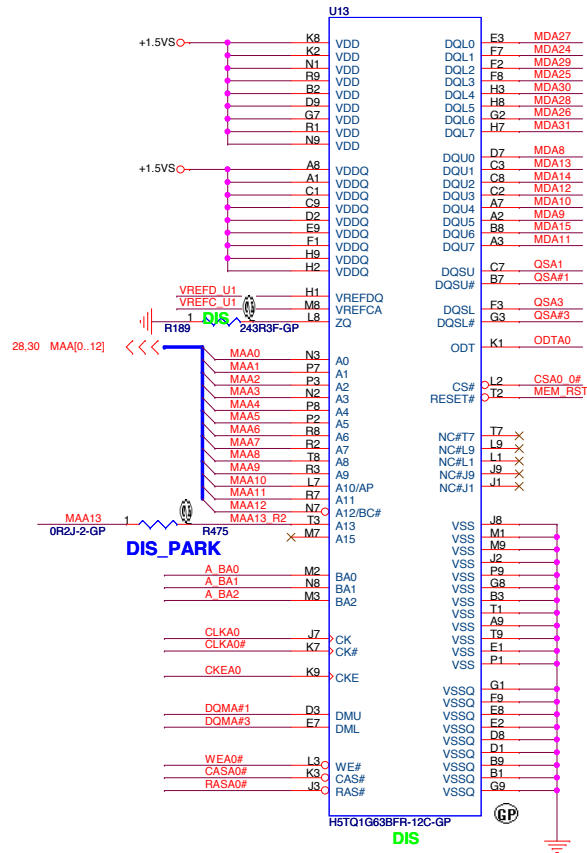 U13
+1.5VS
K8 VDD
K2 VDD
N1 VDD
R9 VDD
B2 VDD
D9 VDD
G7 VDD
R1 VDD
N9 VDD
+1.5VS
A8 VDDQ
A1 VDDQ
C1 VDDQ
C9 VDDQ
D2 VDDQ
E9 VDDQ
F1 VDDQ
H9 VDDQ
H2 VDDQ
VREFD_U1 H1 VREFDQ
VREFC_U1 M8 VREFCA
1 DIS L8 ZQ
R189 243R3F-GP
28,30 MAA[0..12]
MAA0 N3 A0
MAA1 P7 A1
MAA2 P3 A2
MAA3 N2 A3
MAA4 P8 A4
MAA5 P2 A5
MAA6 R8 A6
MAA7 R2 A7
MAA8 T8 A8
MAA9 R3 A9
MAA10 L7 A10/AP
MAA11 R7 A11
MAA12 N7 A12/BC#
MAA13 1 MAA13_R2 T3 A13
0R2J-2-GP R475
M7 A15
DIS_PARK
A_BA0 M2 BA0
A_BA1 N8 BA1
A_BA2 M3 BA2
CLKA0 J7 CK
CLKA0# K7 CK#
CKEA0 K9 CKE
DQMA#1 D3 DMU
DQMA#3 E7 DML
WEA0# L3 WE#
CASA0# K3 CAS#
RASA0# J3 RAS#
DQL0 E3 MDA27
DQL1 F7 MDA24
DQL2 F2 MDA29
DQL3 F8 MDA25
DQL4 H3 MDA30
DQL5 H8 MDA28
DQL6 G2 MDA26
DQL7 H7 MDA31
DQU0 D7 MDA8
DQU1 C3 MDA13
DQU2 C8 MDA14
DQU3 C2 MDA12
DQU4 A7 MDA10
DQU5 A2 MDA9
DQU6 B8 MDA15
DQU7 A3 MDA11
DQSU C7 QSA1
DQSU# B7 QSA#1
DQSL F3 QSA3
DQSL# G3 QSA#3
ODT K1 ODTA0
CS# L2 CSA0_0#
RESET# T2 MEM_RST
NC#T7 T7
NC#L9 L9
NC#L1 L1
NC#J9 J9
NC#J1 J1
VSS J8
VSS M1
VSS M9
VSS J2
VSS P9
VSS G8
VSS B3
VSS T1
VSS A9
VSS T9
VSS E1
VSS P1
VSSQ G1
VSSQ F9
VSSQ E8
VSSQ E2
VSSQ D8
VSSQ D1
VSSQ B9
VSSQ B1
VSSQ G9
H5TQ1G63BFR-12C-GP
GP
DIS